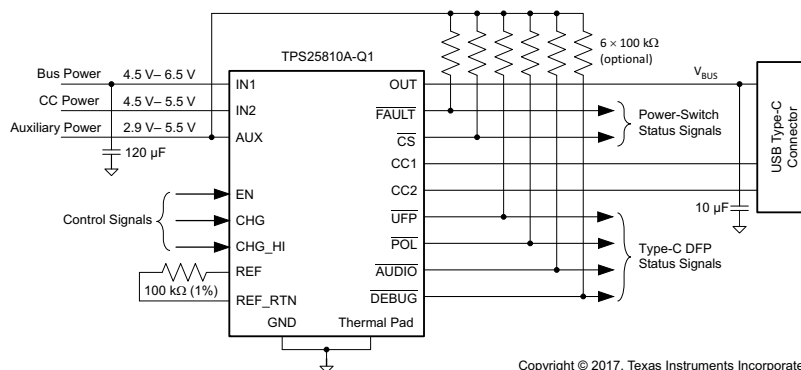 TPS25810A-Q1
6 × 100 kΩ
(optional)
Bus Power 4.5 V– 6.5 V
CC Power 4.5 V– 5.5 V
Auxiliary Power 2.9 V– 5.5 V
120 µF
Control Signals
100 kΩ (1%)
IN1
IN2
AUX
EN
CHG
CHG_HI
REF
REF_RTN
GND
Thermal Pad
OUT
FAULT
CS
CC1
CC2
UFP
POL
AUDIO
DEBUG
VBUS
Power-Switch
Status Signals
10 µF
Type-C DFP
Status Signals
USB Type-C
Connector
Copyright © 2017, Texas Instruments Incorporate